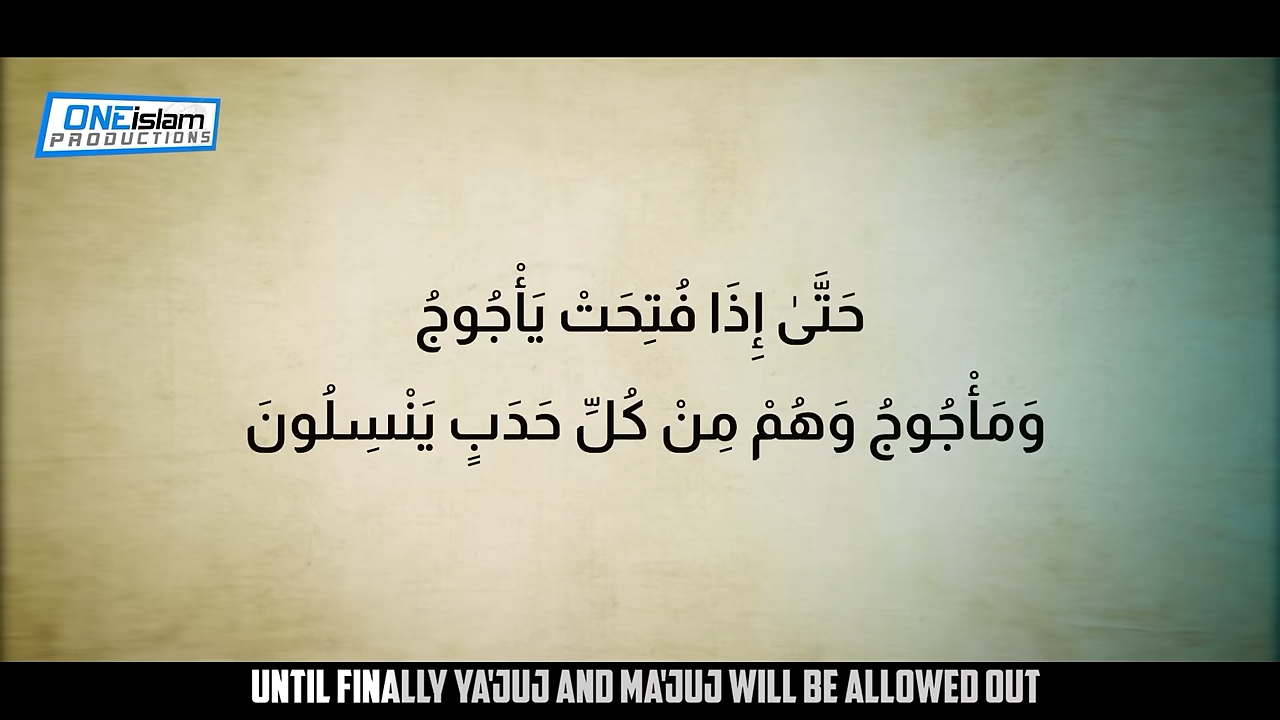 ONEislam
PRODUCTIONS
حَتَّىٰ إِذَا فُتِحَتْ يَأْجُوجُ
وَمَأْجُوجُ وَهُمْ مِنْ كُلِّ حَدَبٍ يَنْسِلُونَ
UNTIL FINALLY YA'JUJ AND MA'JUJ WILL BE ALLOWED OUT